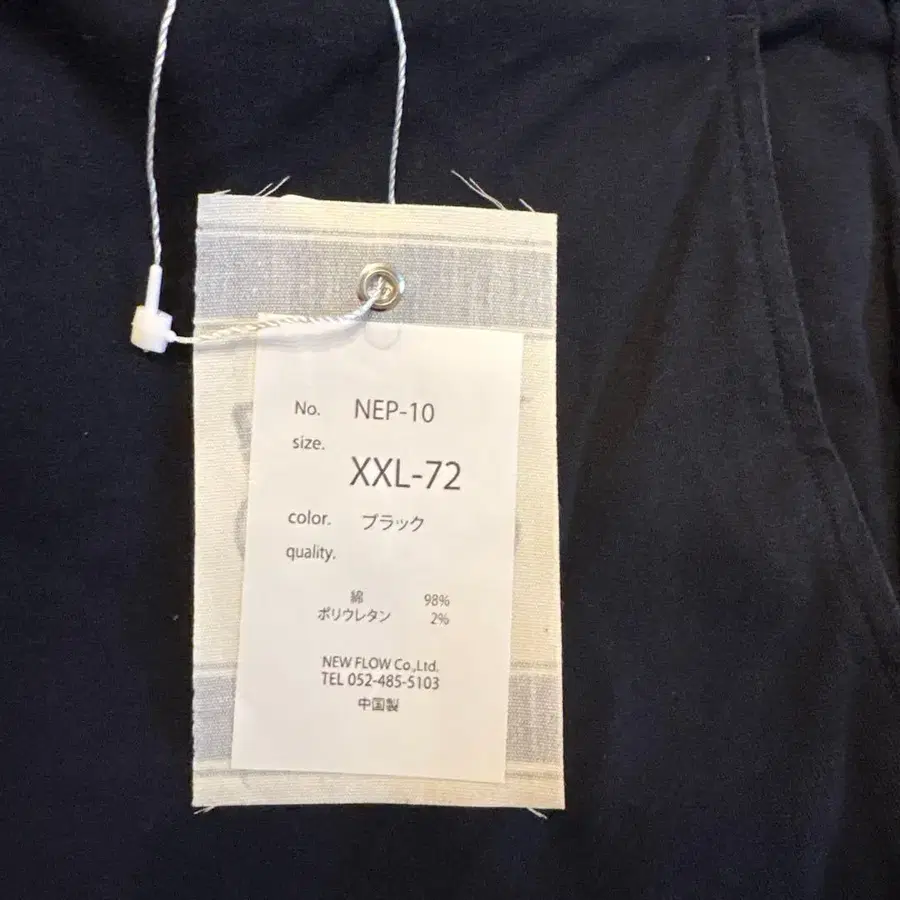 No. NEP-10
size.
XXL-72
color. ブラック
quality.
綿 98%
ポリウレタン 2%
NEW FLOW Co.,Ltd.
TEL 052-485-5103
中国製